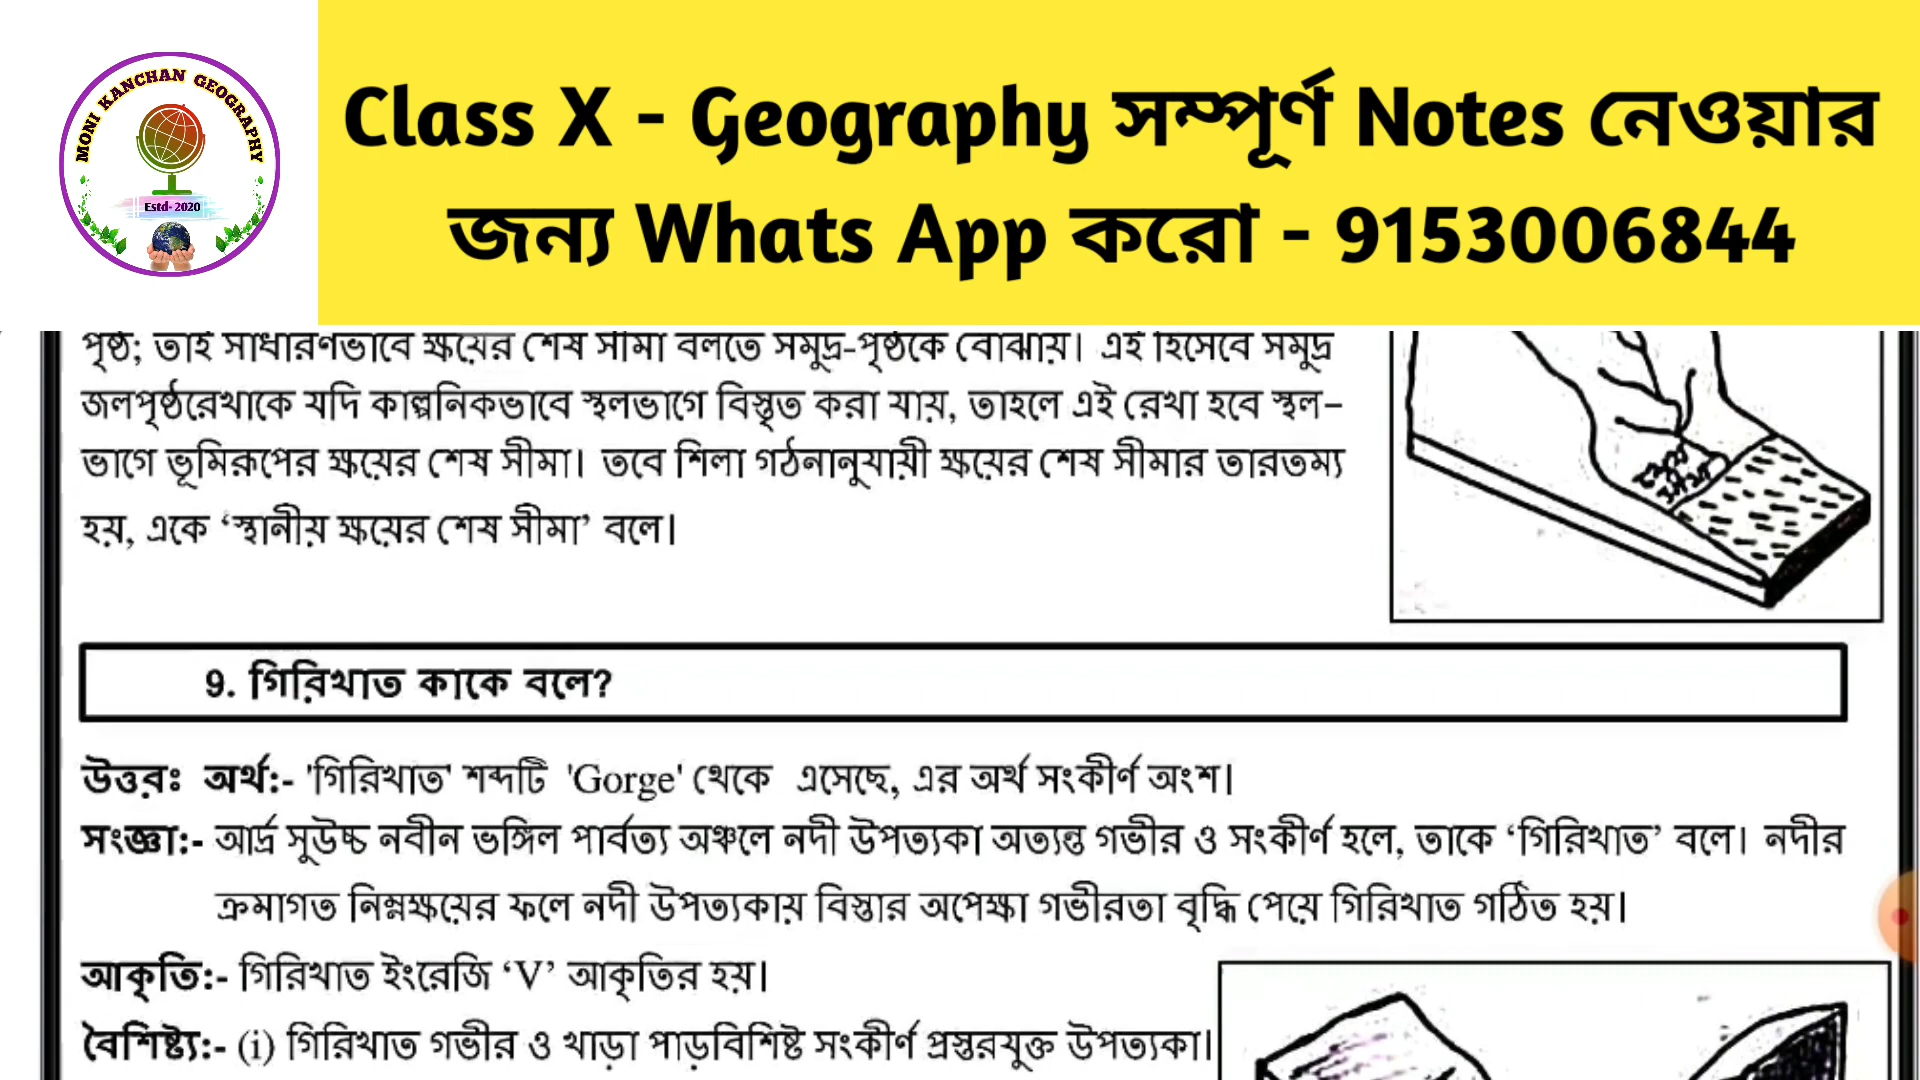 MONI KANCHAN GEOGRAPHY
Estd- 2020
Class X - Geography সম্পূর্ণ Notes নেওয়ার
জন্য Whats App করো - 9153006844
পৃষ্ঠ; তাই সাধারণভাবে ক্ষয়ের শেষ সীমা বলতে সমুদ্র-পৃষ্ঠকে বোঝায়। এই হিসেবে সমুদ্র
জলপৃষ্ঠরেখাকে যদি কাল্পনিকভাবে স্থলভাগে বিস্তৃত করা যায়, তাহলে এই রেখা হবে স্থল–
ভাগে ভূমিরূপের ক্ষয়ের শেষ সীমা। তবে শিলা গঠনানুযায়ী ক্ষয়ের শেষ সীমার তারতম্য
হয়, একে ‘স্থানীয় ক্ষয়ের শেষ সীমা’ বলে।
9. গিরিখাত কাকে বলে?
উত্তরঃ অর্থ:- 'গিরিখাত' শব্দটি 'Gorge' থেকে এসেছে, এর অর্থ সংকীর্ণ অংশ।
সংজ্ঞা:- আর্দ্র সুউচ্চ নবীন ভঙ্গিল পার্বত্য অঞ্চলে নদী উপত্যকা অত্যন্ত গভীর ও সংকীর্ণ হলে, তাকে ‘গিরিখাত’ বলে। নদীর
ক্রমাগত নিম্নক্ষয়ের ফলে নদী উপত্যকায় বিস্তার অপেক্ষা গভীরতা বৃদ্ধি পেয়ে গিরিখাত গঠিত হয়।
আকৃতি:- গিরিখাত ইংরেজি ‘V’ আকৃতির হয়।
বৈশিষ্ট্য:- (i) গিরিখাত গভীর ও খাড়া পাড়বিশিষ্ট সংকীর্ণ প্রস্তরযুক্ত উপত্যকা।